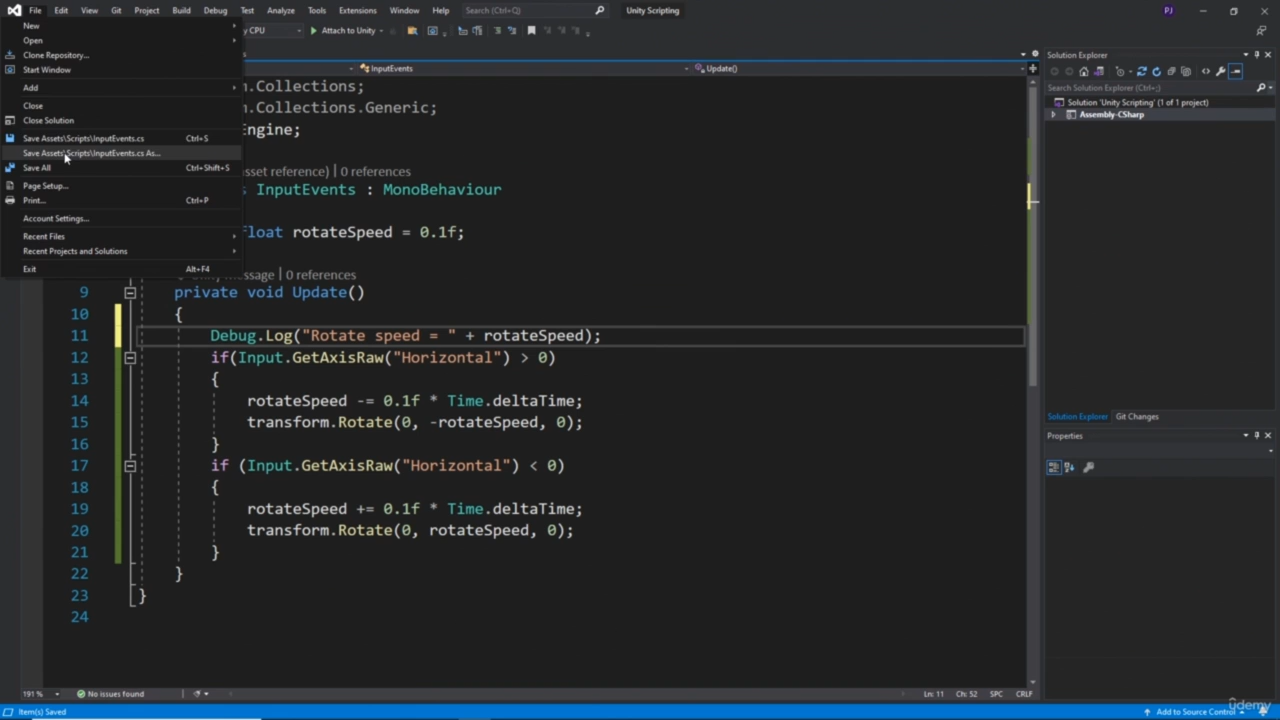 File Edit View Git Project Build Debug Test Analyze Tools Extensions Window Help Search (Ctrl+Q) Unity Scripting PJ
New
CPU Attach to Unity
Open
Clone Repository...
Solution Explorer
Start Window
InputEvents Update()
Add
.Collections;
Search Solution Explorer (Ctrl+;)
Close
.Collections.Generic;
Solution 'Unity Scripting' (1 of 1 project)
Close Solution
Assembly-CSharp
Engine;
Save Assets\Scripts\InputEvents.cs Ctrl+S
Save Assets\Scripts\InputEvents.cs As...
Save All Ctrl+Shift+S
asset reference) | 0 references
Page Setup...
InputEvents : MonoBehaviour
Print... Ctrl+P
Account Settings...
Recent Files
float rotateSpeed = 0.1f;
Recent Projects and Solutions
Exit Alt+F4
message | 0 references
9 private void Update()
10 {
11 Debug.Log("Rotate speed = " + rotateSpeed);
12 if(Input.GetAxisRaw("Horizontal") > 0)
13 {
14 rotateSpeed -= 0.1f * Time.deltaTime;
15 transform.Rotate(0, -rotateSpeed, 0);
16 }
17 if (Input.GetAxisRaw("Horizontal") < 0)
18 {
19 rotateSpeed += 0.1f * Time.deltaTime;
20 transform.Rotate(0, rotateSpeed, 0);
21 }
22 }
23 }
24
Solution Explorer Git Changes
Properties
191 % No issues found Ln: 11 Ch: 52 SPC CRLF
Item(s) Saved Add to Source Control
udemy